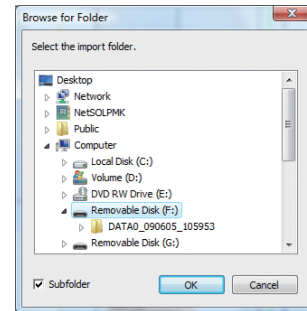 Browse for Folder
Select the import folder.
Desktop
Network
NetSOLPMK
Public
Computer
Local Disk (C:)
Volume (D:)
DVD RW Drive (E:)
Removable Disk (F:)
DATA0_090605_105953
Removable Disk (G:)
Subfolder
OK
Cancel